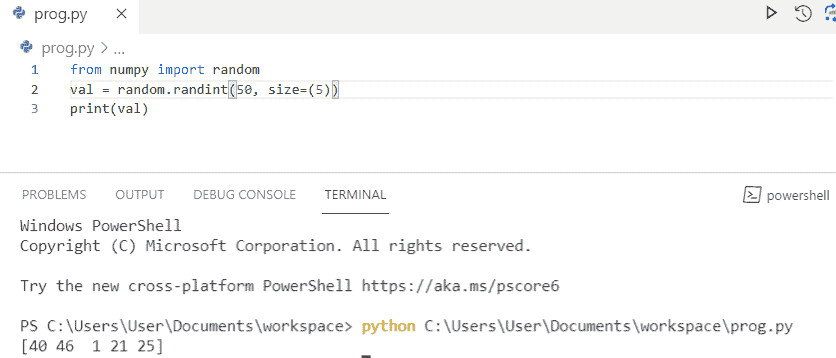 prog.py
prog.py > ...
1 from numpy import random
2 val = random.randint(50, size=(5))
3 print(val)
PROBLEMS OUTPUT DEBUG CONSOLE TERMINAL powershell
Windows PowerShell
Copyright (C) Microsoft Corporation. All rights reserved.
Try the new cross-platform PowerShell https://aka.ms/pscore6
PS C:\Users\User\Documents\workspace> python C:\Users\User\Documents\workspace\prog.py
[40 46  1 21 25]